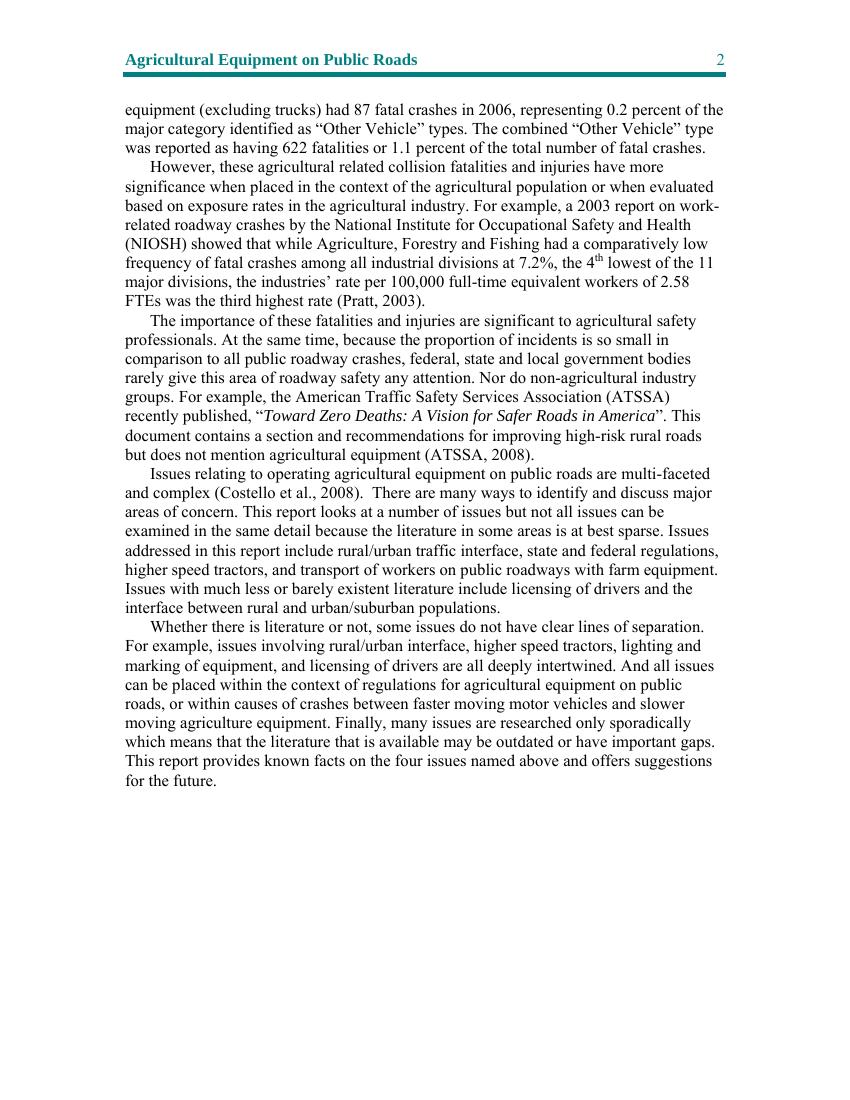 Agricultural Equipment on Public Roads 2
equipment (excluding trucks) had 87 fatal crashes in 2006, representing 0.2 percent of the
major category identified as “Other Vehicle” types. The combined “Other Vehicle” type
was reported as having 622 fatalities or 1.1 percent of the total number of fatal crashes.
However, these agricultural related collision fatalities and injuries have more
significance when placed in the context of the agricultural population or when evaluated
based on exposure rates in the agricultural industry. For example, a 2003 report on work-
related roadway crashes by the National Institute for Occupational Safety and Health
(NIOSH) showed that while Agriculture, Forestry and Fishing had a comparatively low
frequency of fatal crashes among all industrial divisions at 7.2%, the 4th lowest of the 11
major divisions, the industries’ rate per 100,000 full-time equivalent workers of 2.58
FTEs was the third highest rate (Pratt, 2003).
The importance of these fatalities and injuries are significant to agricultural safety
professionals. At the same time, because the proportion of incidents is so small in
comparison to all public roadway crashes, federal, state and local government bodies
rarely give this area of roadway safety any attention. Nor do non-agricultural industry
groups. For example, the American Traffic Safety Services Association (ATSSA)
recently published, “Toward Zero Deaths: A Vision for Safer Roads in America”. This
document contains a section and recommendations for improving high-risk rural roads
but does not mention agricultural equipment (ATSSA, 2008).
Issues relating to operating agricultural equipment on public roads are multi-faceted
and complex (Costello et al., 2008).  There are many ways to identify and discuss major
areas of concern. This report looks at a number of issues but not all issues can be
examined in the same detail because the literature in some areas is at best sparse. Issues
addressed in this report include rural/urban traffic interface, state and federal regulations,
higher speed tractors, and transport of workers on public roadways with farm equipment.
Issues with much less or barely existent literature include licensing of drivers and the
interface between rural and urban/suburban populations.
Whether there is literature or not, some issues do not have clear lines of separation.
For example, issues involving rural/urban interface, higher speed tractors, lighting and
marking of equipment, and licensing of drivers are all deeply intertwined. And all issues
can be placed within the context of regulations for agricultural equipment on public
roads, or within causes of crashes between faster moving motor vehicles and slower
moving agriculture equipment. Finally, many issues are researched only sporadically
which means that the literature that is available may be outdated or have important gaps.
This report provides known facts on the four issues named above and offers suggestions
for the future.